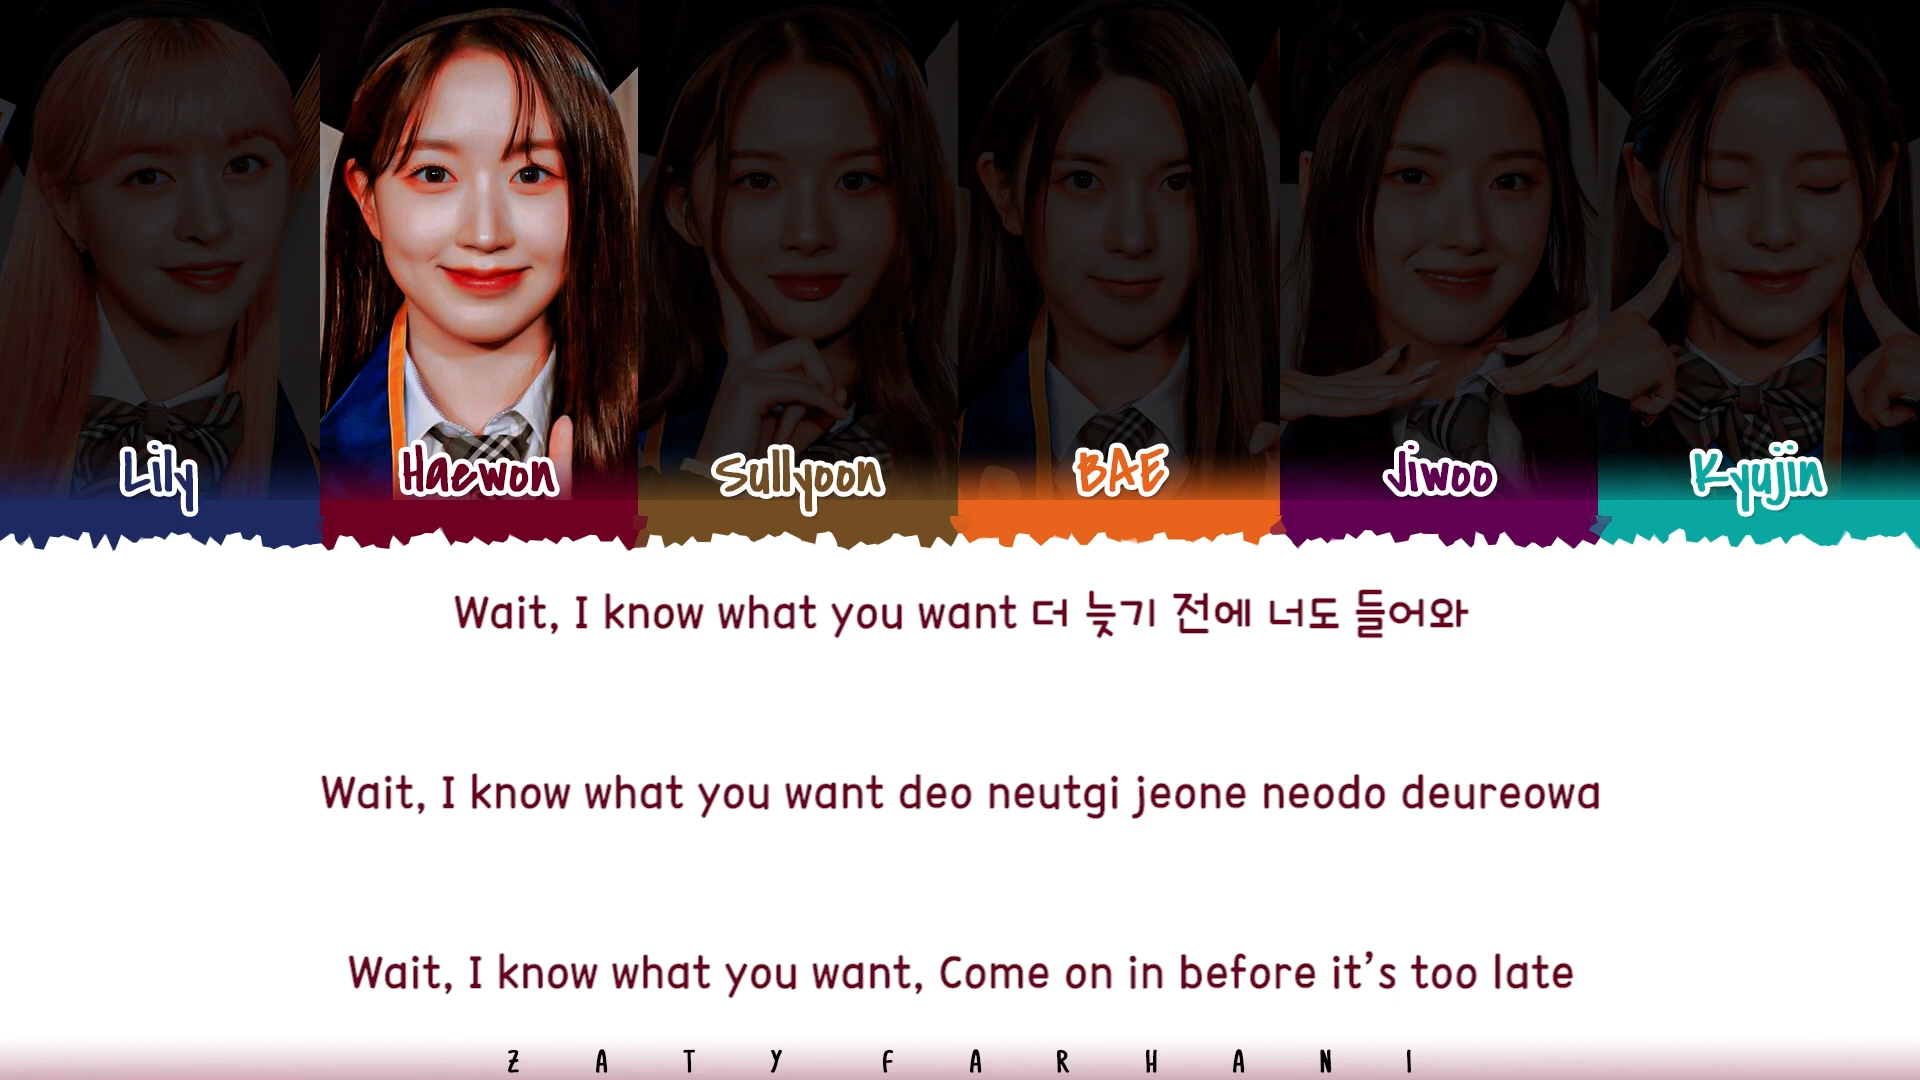 Lily Haewon Sullyoon BAE Jiwoo Kyujin
Wait, I know what you want 더 늦기 전에 너도 들어와
Wait, I know what you want deo neutgi jeone neodo deureowa
Wait, I know what you want, Come on in before it’s too late
ZATY FARHANI